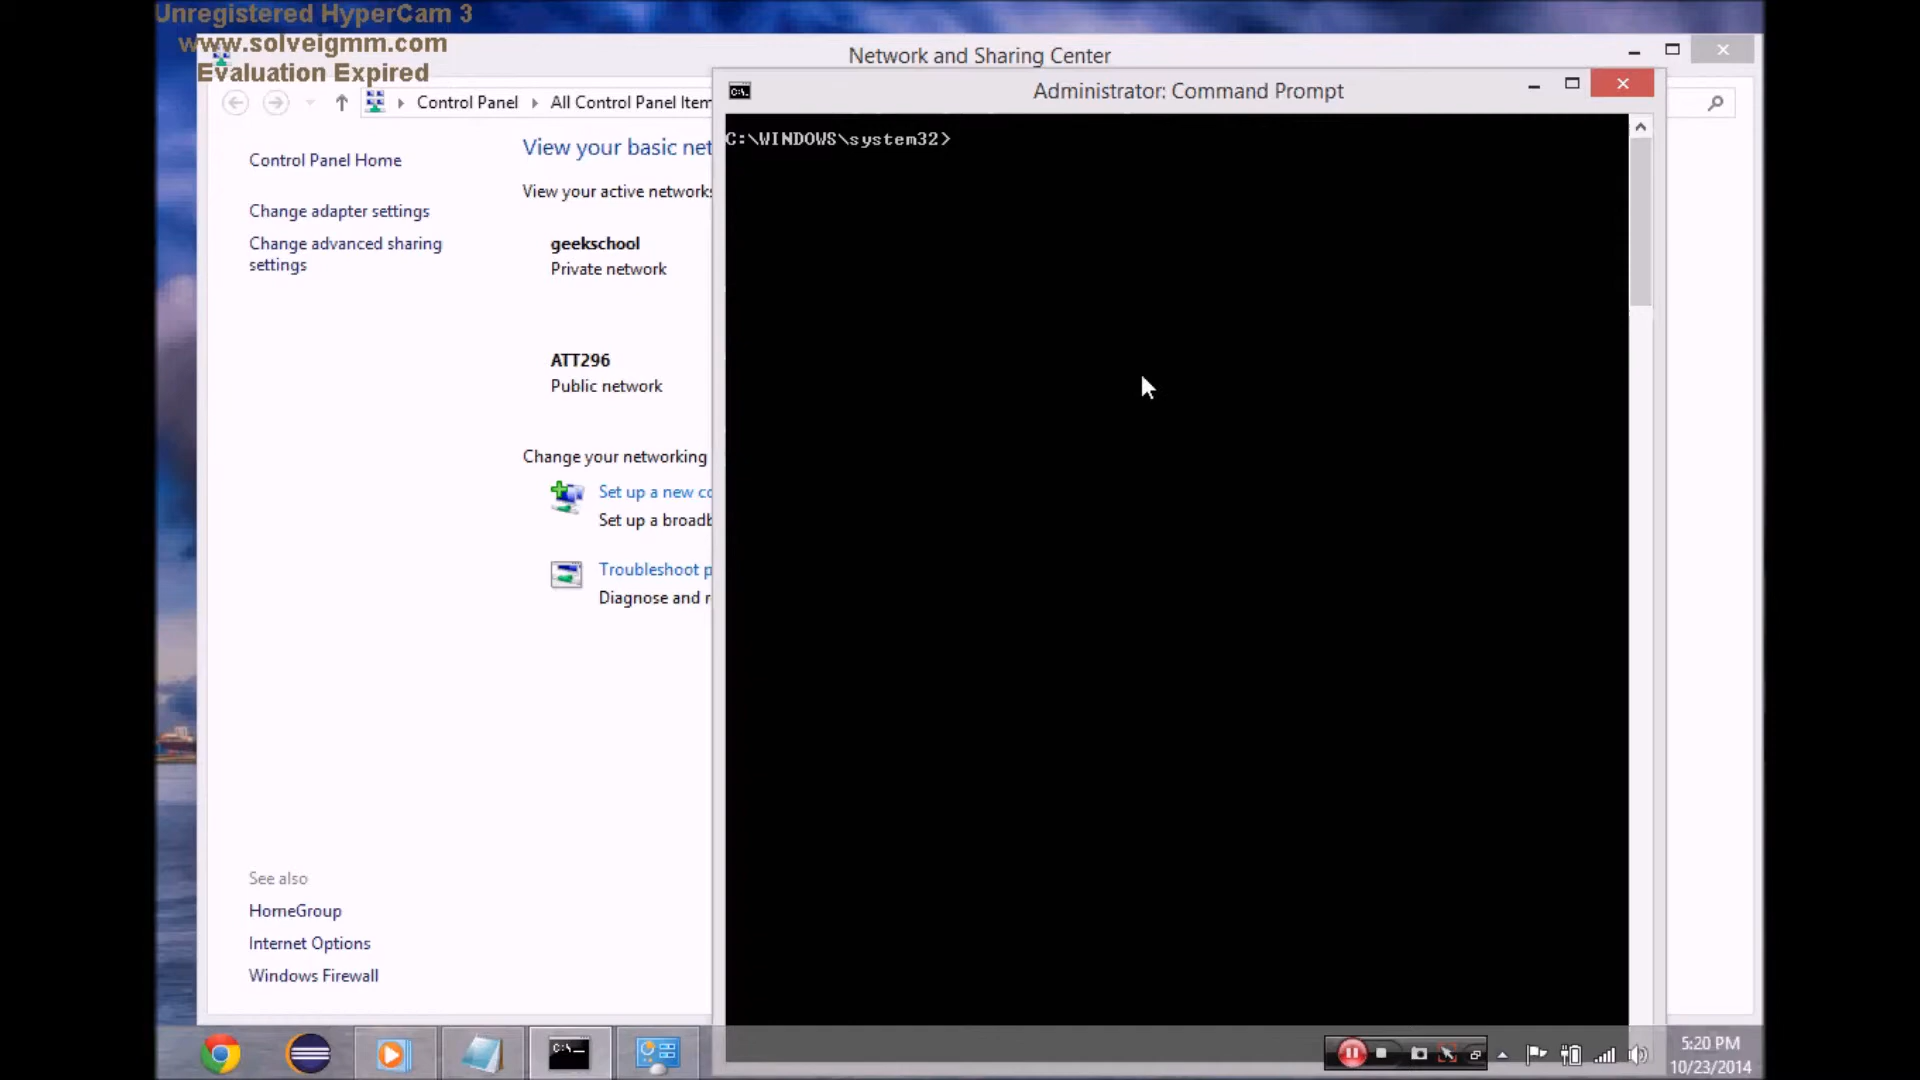 Unregistered HyperCam 3
www.solveigmm.com
Evaluation Expired
Network and Sharing Center
Control Panel
All Control Panel Item
Control Panel Home
Change adapter settings
Change advanced sharing
settings
View your basic net
View your active networks
geekschool
Private network
ATT296
Public network
Change your networking
Set up a new co
Set up a broadb
Troubleshoot p
Diagnose and r
See also
HomeGroup
Internet Options
Windows Firewall
Administrator: Command Prompt
C:\WINDOWS\system32>
5:20 PM
10/23/2014